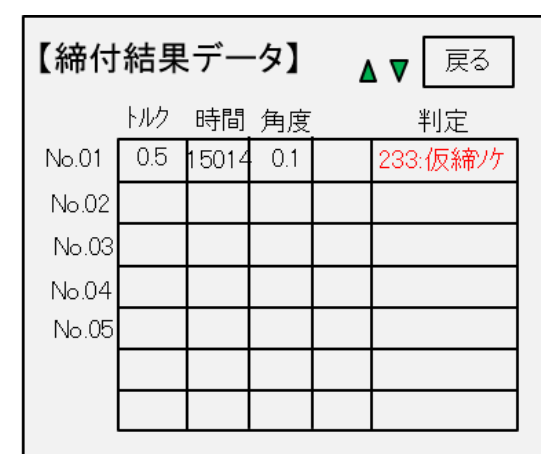 【締付結果データ】 戻る
トルク 時間 角度 判定
No.01 0.5 15014 0.1 233:仮締ソケ
No.02
No.03
No.04
No.05